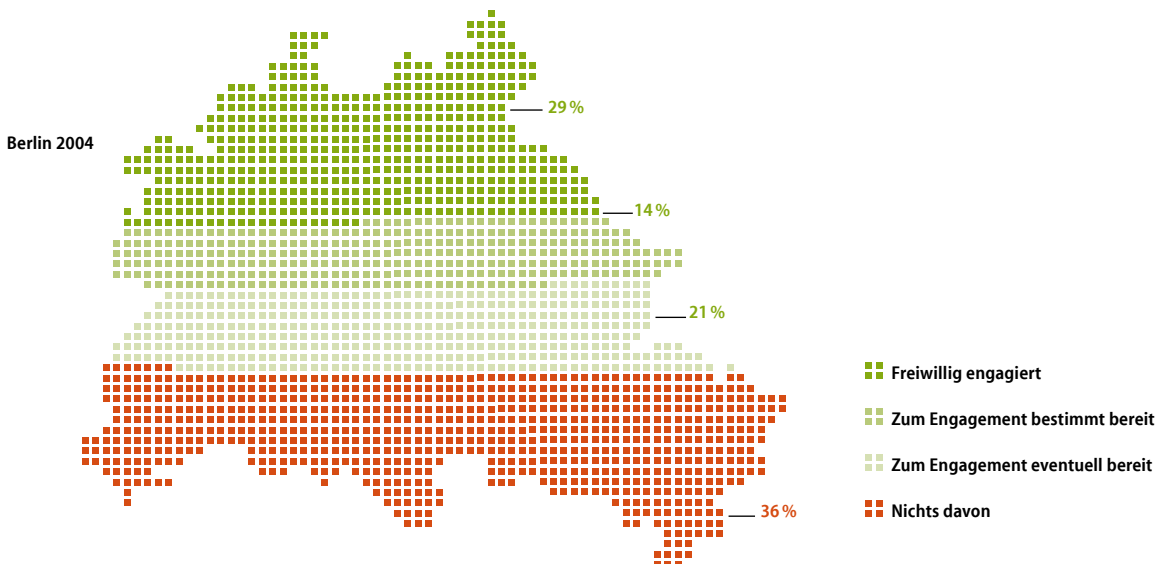 29 %
Berlin 2004
14 %
21 %
Freiwillig engagiert
Zum Engagement bestimmt bereit
Zum Engagement eventuell bereit
Nichts davon
36 %